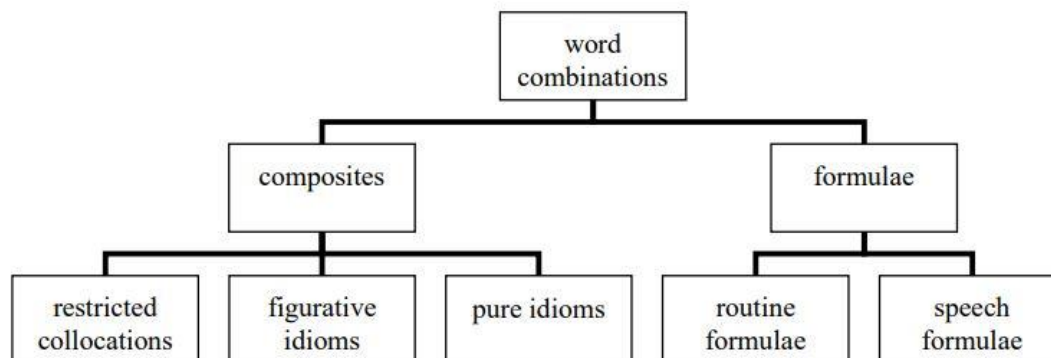 word
combinations
composites
formulae
restricted
collocations
figurative
idioms
pure idioms
routine
formulae
speech
formulae